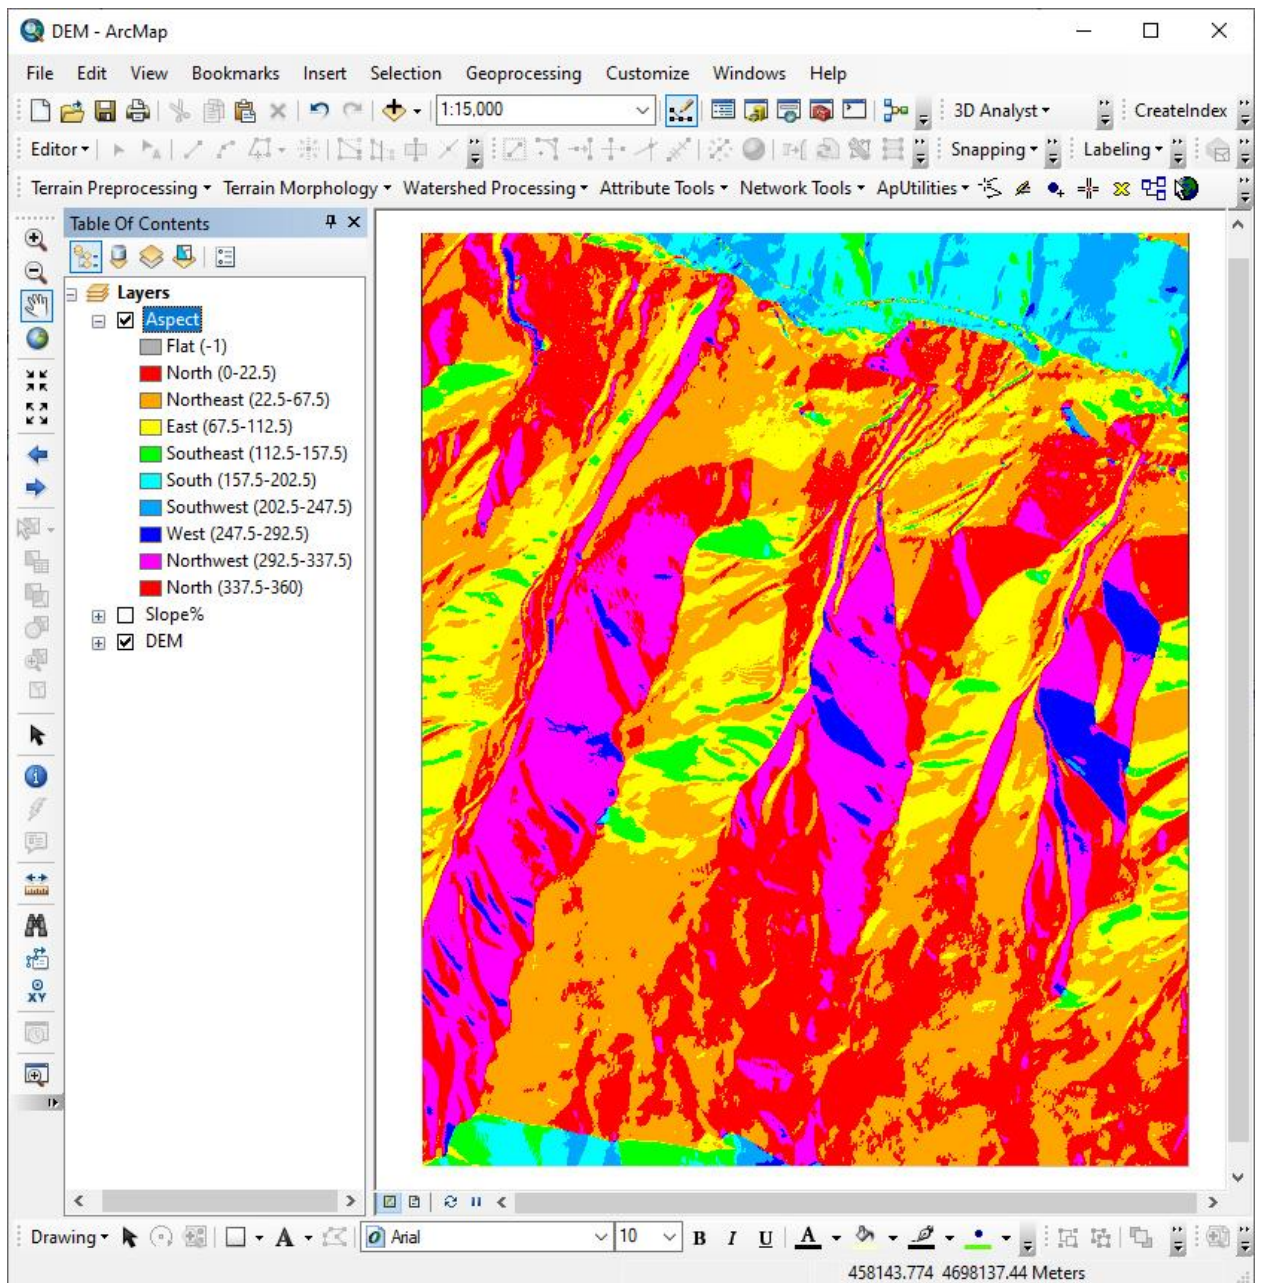 DEM - ArcMap
File Edit View Bookmarks Insert Selection Geoprocessing Customize Windows Help
1:15,000 3D Analyst CreateIndex
Editor Snapping Labeling
Terrain Preprocessing Terrain Morphology Watershed Processing Attribute Tools Network Tools ApUtilities
Table Of Contents
Layers
Aspect
Flat (-1)
North (0-22.5)
Northeast (22.5-67.5)
East (67.5-112.5)
Southeast (112.5-157.5)
South (157.5-202.5)
Southwest (202.5-247.5)
West (247.5-292.5)
Northwest (292.5-337.5)
North (337.5-360)
Slope%
DEM
XY
Drawing A Arial 10 B I U A
458143.774 4698137.44 Meters